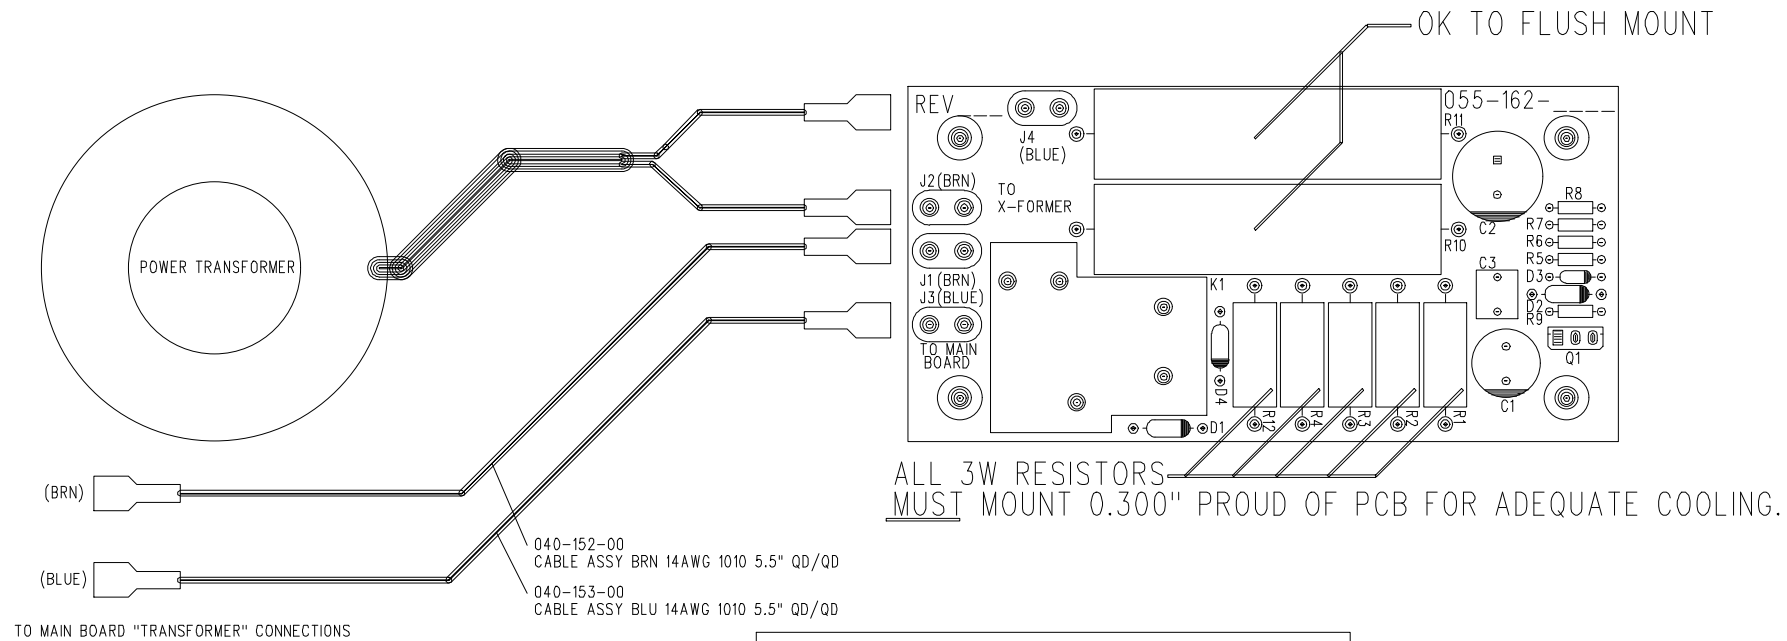 OK TO FLUSH MOUNT
REV___
055-162-____
R11
J4
(BLUE)
J2(BRN)
TO
X-FORMER
R8
R7
C2
R10
R6
R5
C3
D3
POWER TRANSFORMER
J1(BRN)
K1
J3(BLUE)
D2
R9
TO MAIN
BOARD
Q1
D4
C1
D1
R12
R4
R3
R2
R1
ALL 3W RESISTORS
MUST MOUNT 0.300" PROUD OF PCB FOR ADEQUATE COOLING.
(BRN)
040-152-00
CABLE ASSY BRN 14AWG 1010 5.5" QD/QD
(BLUE)
040-153-00
CABLE ASSY BLU 14AWG 1010 5.5" QD/QD
TO MAIN BOARD "TRANSFORMER" CONNECTIONS